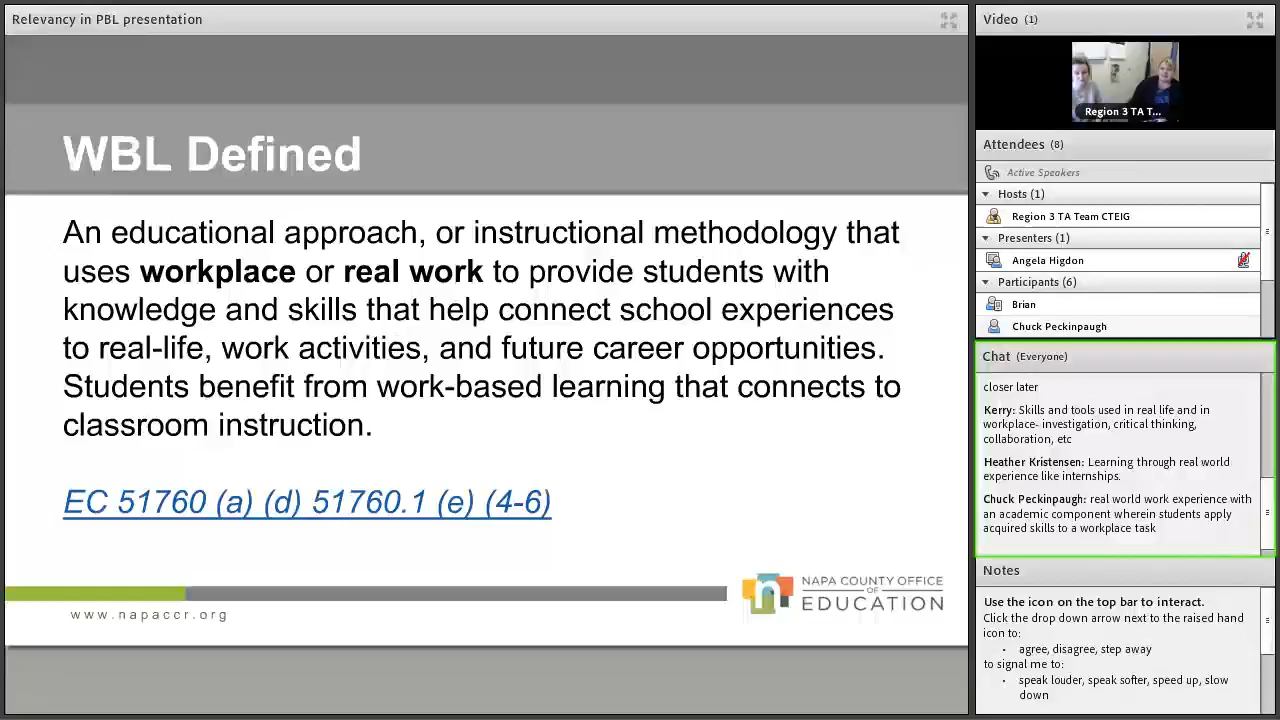 Relevancy in PBL presentation
WBL Defined
An educational approach, or instructional methodology that
uses workplace or real work to provide students with
knowledge and skills that help connect school experiences
to real-life, work activities, and future career opportunities.
Students benefit from work-based learning that connects to
classroom instruction.
EC 51760 (a) (d) 51760.1 (e) (4-6)
www.napaccr.org
n
NAPA COUNTY OFFICE
OF
EDUCATION
Video (1)
Region 3 TA T...
Attendees (8)
Active Speakers
Hosts (1)
Region 3 TA Team CTEIG
Presenters (1)
Angela Higdon
Participants (6)
Brian
Chuck Peckinpaugh
Chat (Everyone)
closer later
Kerry: Skills and tools used in real life and in
workplace- investigation, critical thinking,
collaboration, etc
Heather Kristensen: Learning through real world
experience like internships.
Chuck Peckinpaugh: real world work experience with
an academic component wherein students apply
acquired skills to a workplace task
Notes
Use the icon on the top bar to interact.
Click the drop down arrow next to the raised hand
icon to:
• agree, disagree, step away
to signal me to:
• speak louder, speak softer, speed up, slow
down